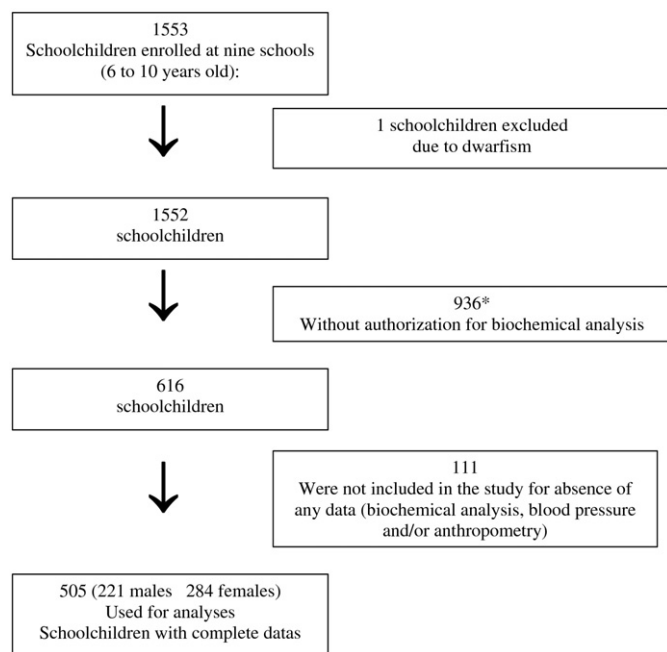 1553
Schoolchildren enrolled at nine schools
(6 to 10 years old):
1 schoolchildren excluded
due to dwarfism
1552
schoolchildren
936*
Without authorization for biochemical analysis
616
schoolchildren
111
Were not included in the study for absence of
any data (biochemical analysis, blood pressure
and/or anthropometry)
505 (221 males   284 females)
Used for analyses
Schoolchildren with complete datas